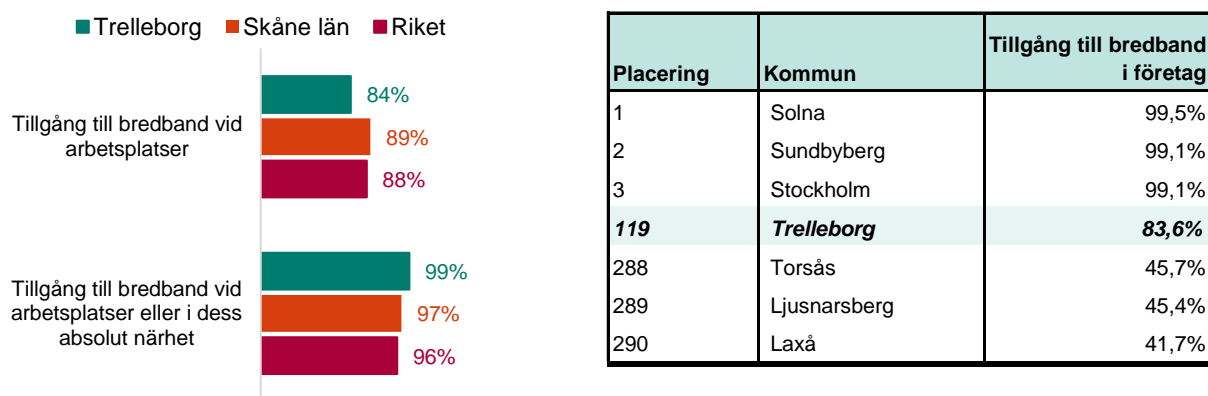 Trelleborg Skåne län Riket
Tillgång till bredband vid
arbetsplatser
84%
89%
88%
Tillgång till bredband vid
arbetsplatser eller i dess
absolut närhet
99%
97%
96%
Tillgång till bredband
Placering Kommun i företag
1 Solna 99,5%
2 Sundbyberg 99,1%
3 Stockholm 99,1%
119 Trelleborg 83,6%
288 Torsås 45,7%
289 Ljusnarsberg 45,4%
290 Laxå 41,7%